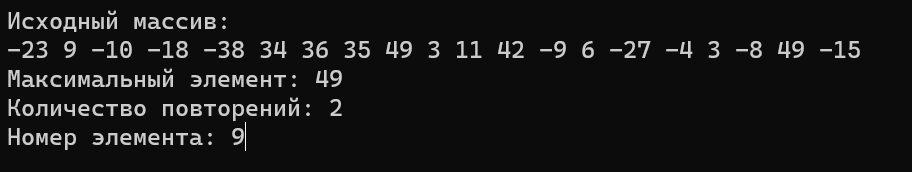 Исходный массив:
-23 9 -10 -18 -38 34 36 35 49 3 11 42 -9 6 -27 -4 3 -8 49 -15
Максимальный элемент: 49
Количество повторений: 2
Номер элемента: 9